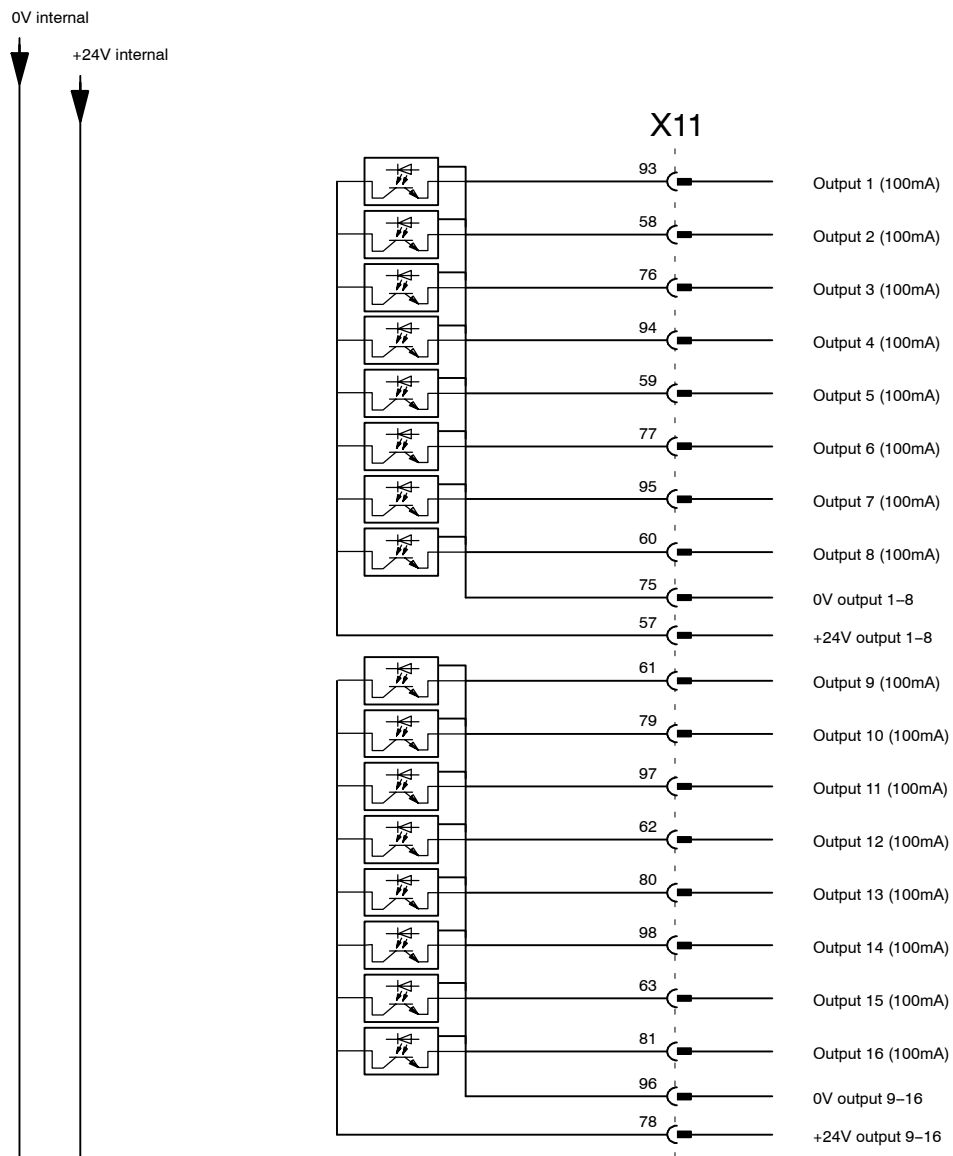 0V internal
+24V internal
X11
93 Output 1 (100mA)
58 Output 2 (100mA)
76 Output 3 (100mA)
94 Output 4 (100mA)
59 Output 5 (100mA)
77 Output 6 (100mA)
95 Output 7 (100mA)
60 Output 8 (100mA)
75 0V output 1–8
57 +24V output 1–8
61 Output 9 (100mA)
79 Output 10 (100mA)
97 Output 11 (100mA)
62 Output 12 (100mA)
80 Output 13 (100mA)
98 Output 14 (100mA)
63 Output 15 (100mA)
81 Output 16 (100mA)
96 0V output 9–16
78 +24V output 9–16